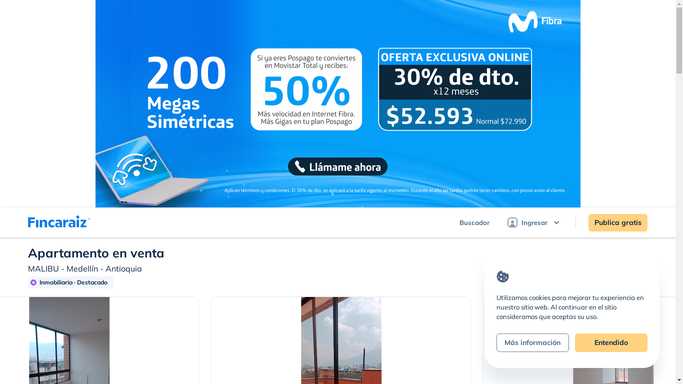 Fibra
200
Megas
Simétricas
Si ya eres Pospago te conviertes
en Movistar Total y recibes.
50%
Más velocidad en Internet Fibra.
Más Gigas en tu plan Pospago
OFERTA EXCLUSIVA ONLINE
30% de dto.
x12 meses
$52.593 Normal $72.990
Llámame ahora
Fincaraiz
Buscador
Ingresar
Publica gratis
Apartamento en venta
MALIBU - Medellín - Antioquia
Inmobiliario · Destacado
Utilizamos cookies para mejorar tu experiencia en
nuestro sitio web. Al continuar en el sitio
consideramos que aceptas su uso.
Más información
Entendido